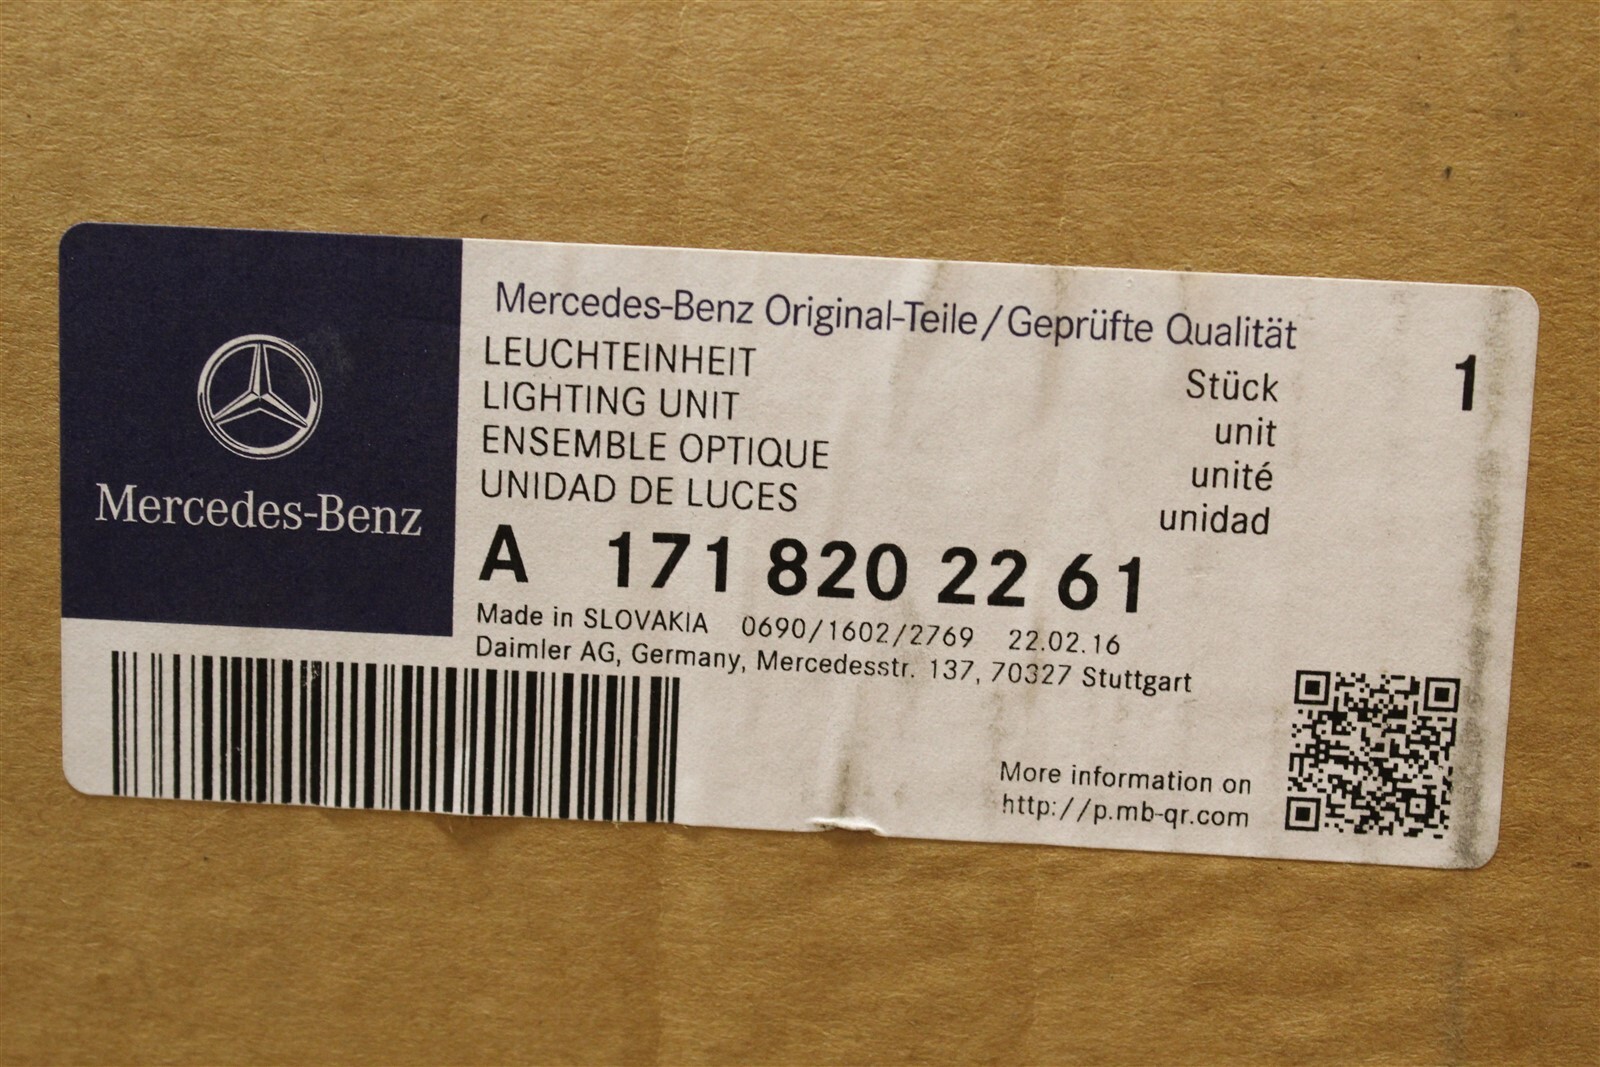 Mercedes-Benz
Mercedes-Benz Original-Teile/Geprüfte Qualität
LEUCHTEINHEIT Stück 1
LIGHTING UNIT unit
ENSEMBLE OPTIQUE unité
UNIDAD DE LUCES unidad
A 171 820 22 61
Made in SLOVAKIA 0690/1602/2769 22.02.16
Daimler AG, Germany, Mercedesstr. 137, 70327 Stuttgart
More information on
http://p.mb-qr.com